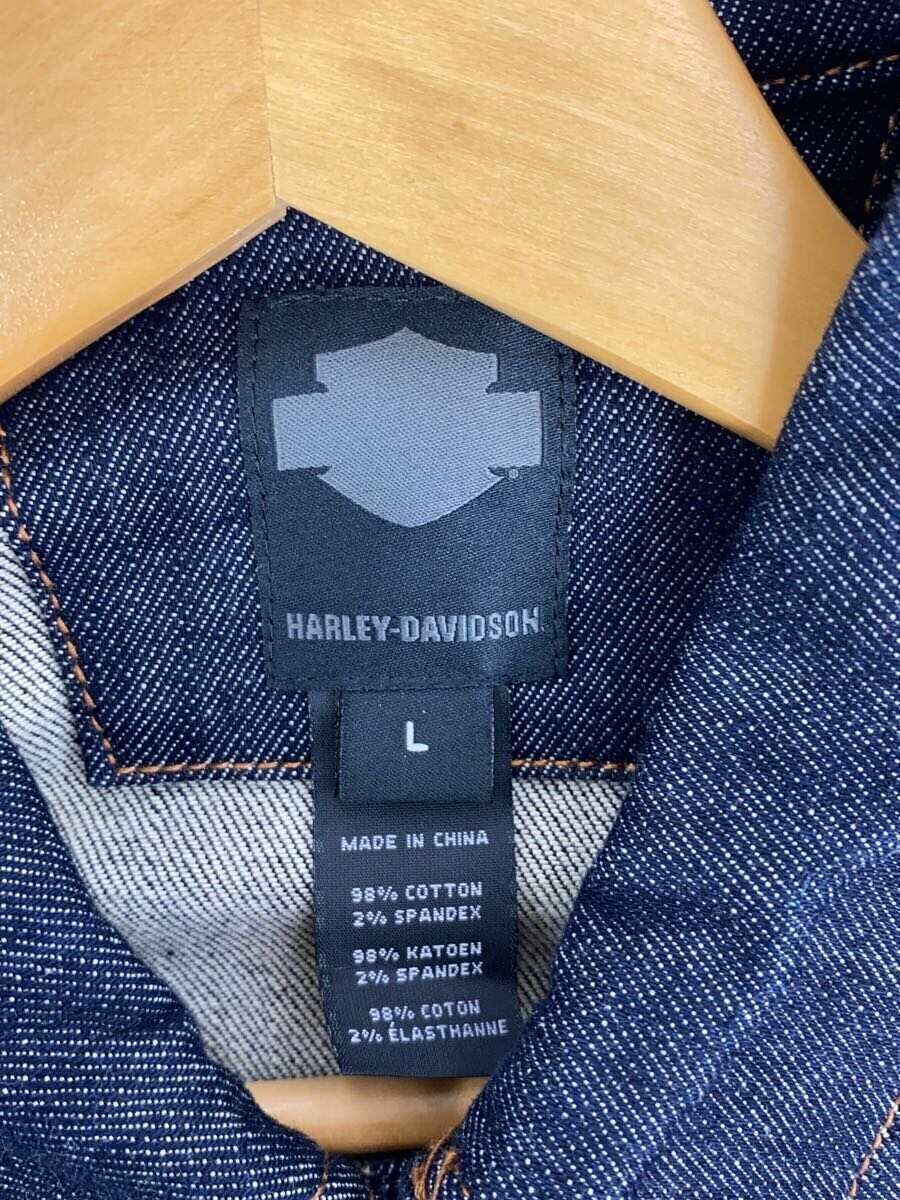 ®
HARLEY-DAVIDSON
L
MADE IN CHINA
98% COTTON
2% SPANDEX
98% KATOEN
2% SPANDEX
98% COTON
2% ÉLASTHANNE